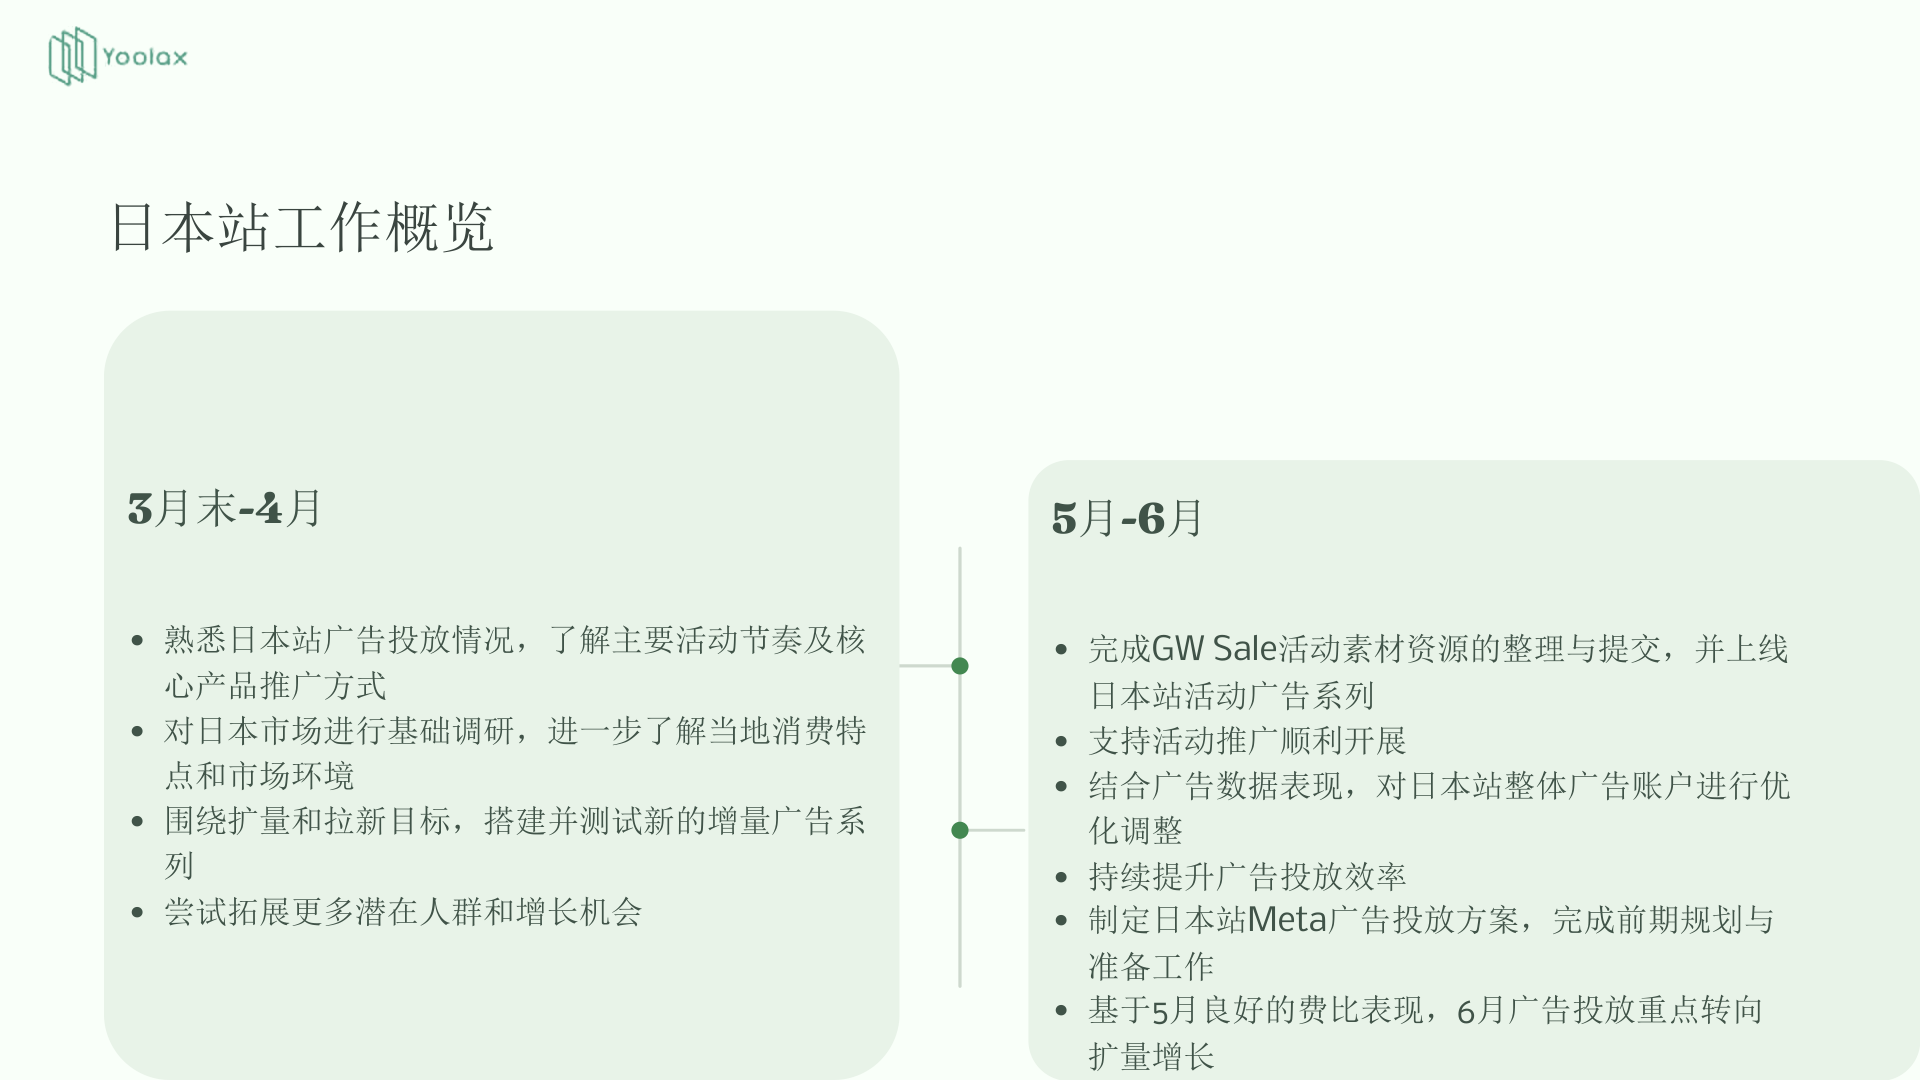 Yoolax
日本站工作概览
3月末-4月
• 熟悉日本站广告投放情况，了解主要活动节奏及核
心产品推广方式
• 对日本市场进行基础调研，进一步了解当地消费特
点和市场环境
• 围绕扩量和拉新目标，搭建并测试新的增量广告系
列
• 尝试拓展更多潜在人群和增长机会
5月-6月
• 完成GW Sale活动素材资源的整理与提交，并上线
日本站活动广告系列
• 支持活动推广顺利开展
• 结合广告数据表现，对日本站整体广告账户进行优
化调整
• 持续提升广告投放效率
• 制定日本站Meta广告投放方案，完成前期规划与
准备工作
• 基于5月良好的费比表现，6月广告投放重点转向
扩量增长